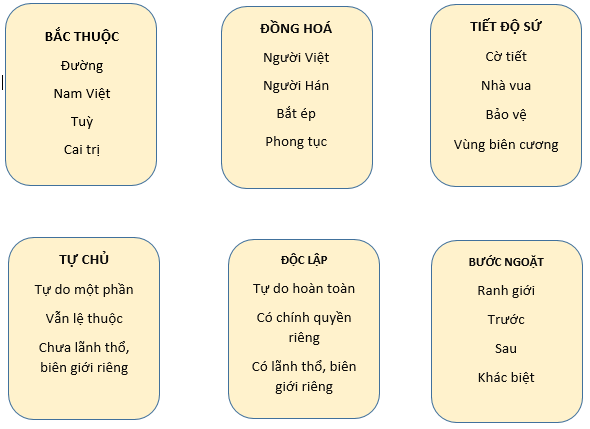 BẮC THUỘC
Đường
Nam Việt
Tuỳ
Cai trị
ĐỒNG HOÁ
Người Việt
Người Hán
Bắt ép
Phong tục
TIẾT ĐỘ SỨ
Cờ tiết
Nhà vua
Bảo vệ
Vùng biên cương
TỰ CHỦ
Tự do một phần
Vẫn lệ thuộc
Chưa lãnh thổ,
biên giới riêng
ĐỘC LẬP
Tự do hoàn toàn
Có chính quyền
riêng
Có lãnh thổ, biên
giới riêng
BƯỚC NGOẶT
Ranh giới
Trước
Sau
Khác biệt